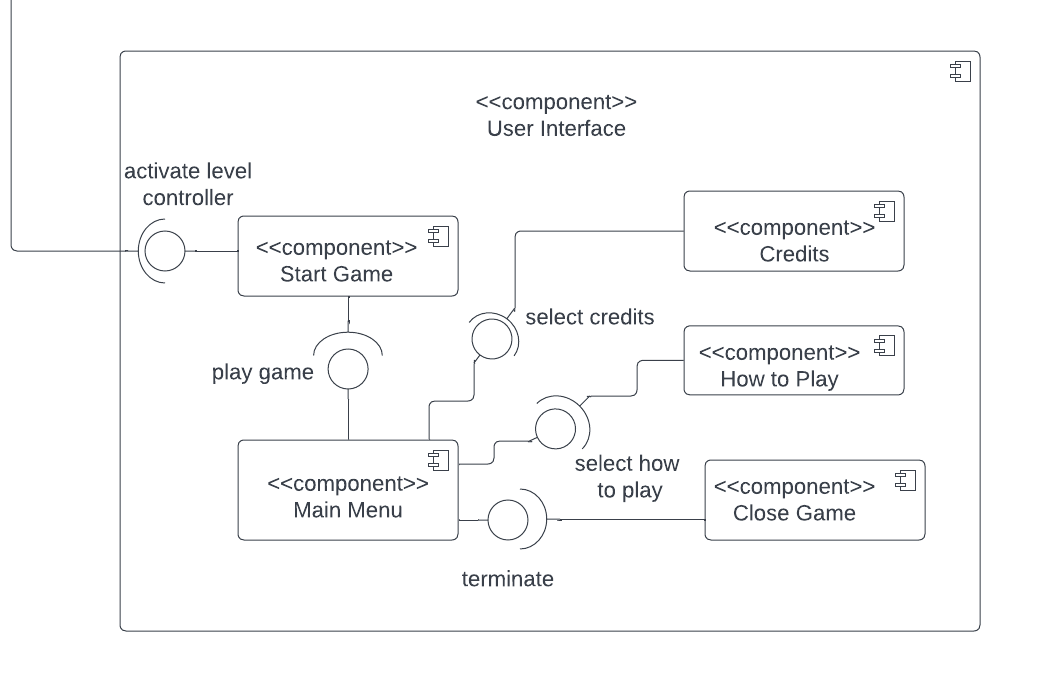 <<component>>
User Interface
activate level
controller
<<component>>
Start Game
<<component>>
Credits
select credits
play game
<<component>>
How to Play
<<component>>
Main Menu
select how
to play
<<component>>
Close Game
terminate